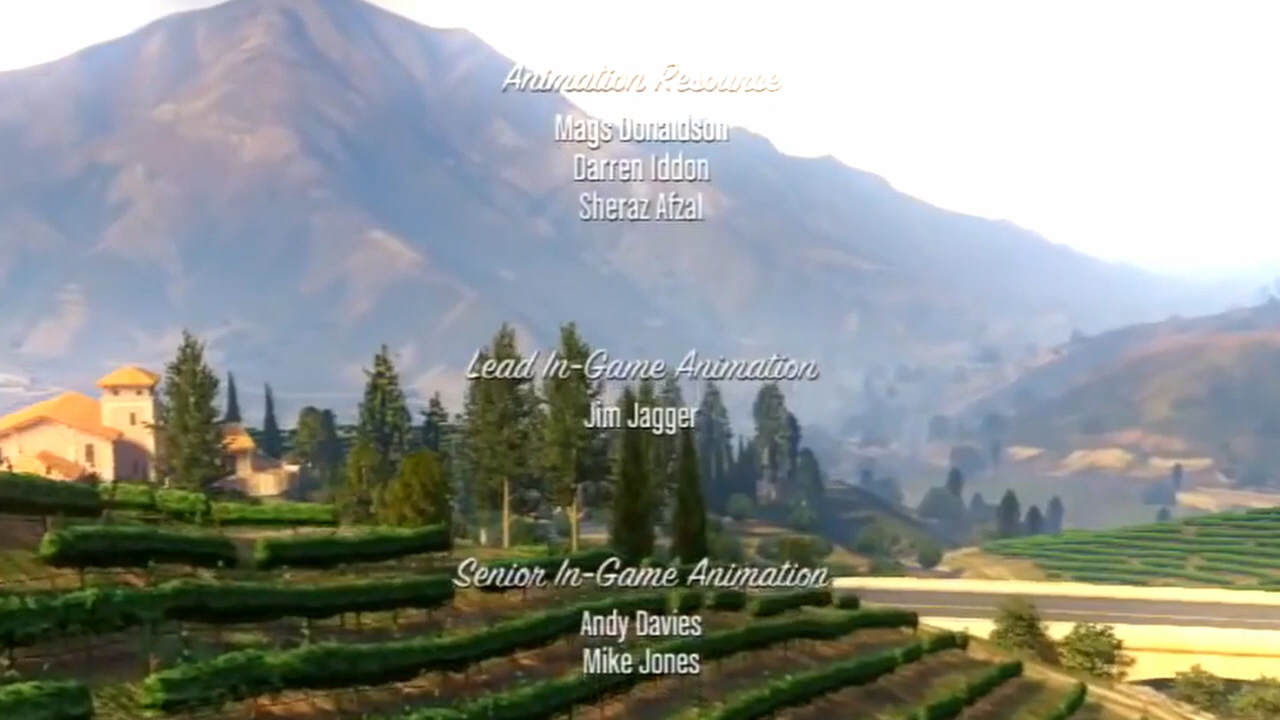 Animation Resource
Mags Donaldson
Darren Iddon
Sheraz Afzal
Lead In-Game Animation
Jim Jagger
Senior In-Game Animation
Andy Davies
Mike Jones